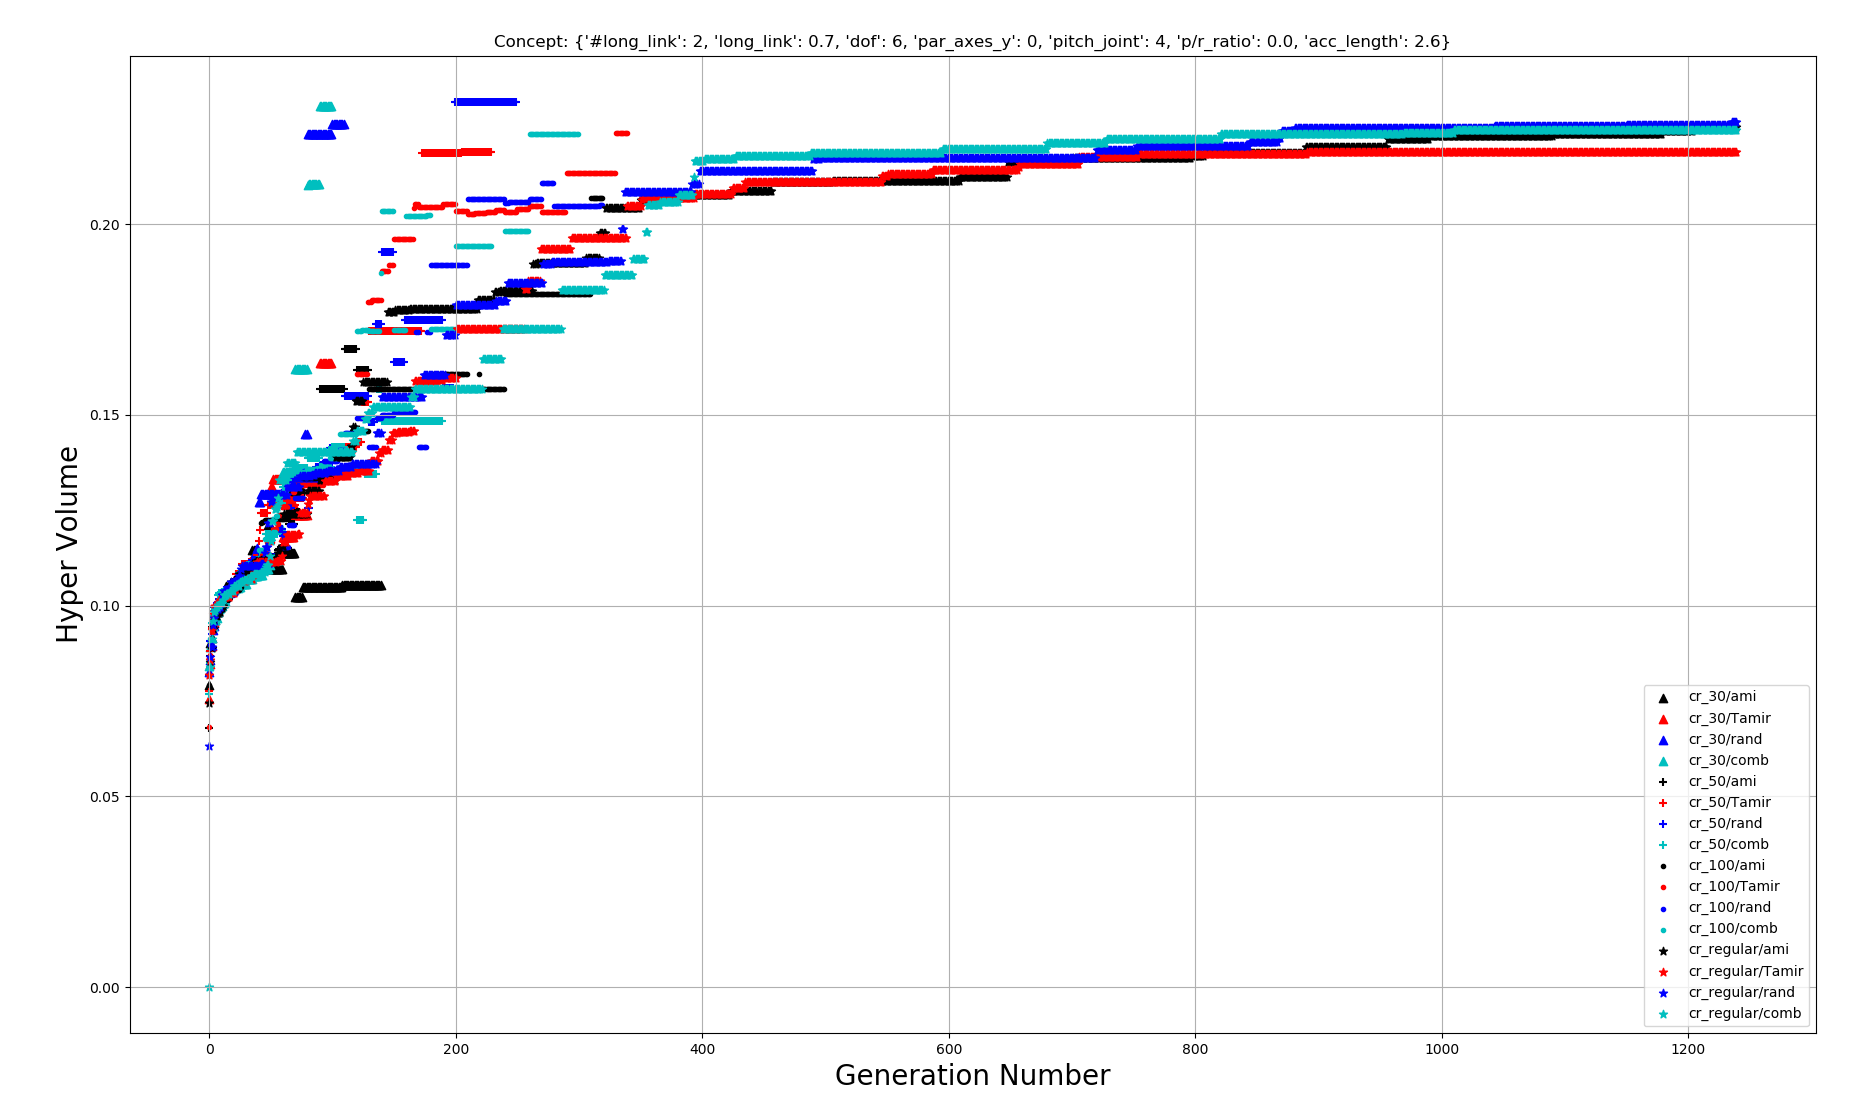 Concept: {'#long_link': 2, 'long_link': 0.7, 'dof': 6, 'par_axes_y': 0, 'pitch_joint': 4, 'p/r_ratio': 0.0, 'acc_length': 2.6}
Hyper Volume
0.20
0.15
0.10
0.05
0.00
0
200
400
600
800
1000
1200
Generation Number
cr_30/ami
cr_30/Tamir
cr_30/rand
cr_30/comb
cr_50/ami
cr_50/Tamir
cr_50/rand
cr_50/comb
cr_100/ami
cr_100/Tamir
cr_100/rand
cr_100/comb
cr_regular/ami
cr_regular/Tamir
cr_regular/rand
cr_regular/comb